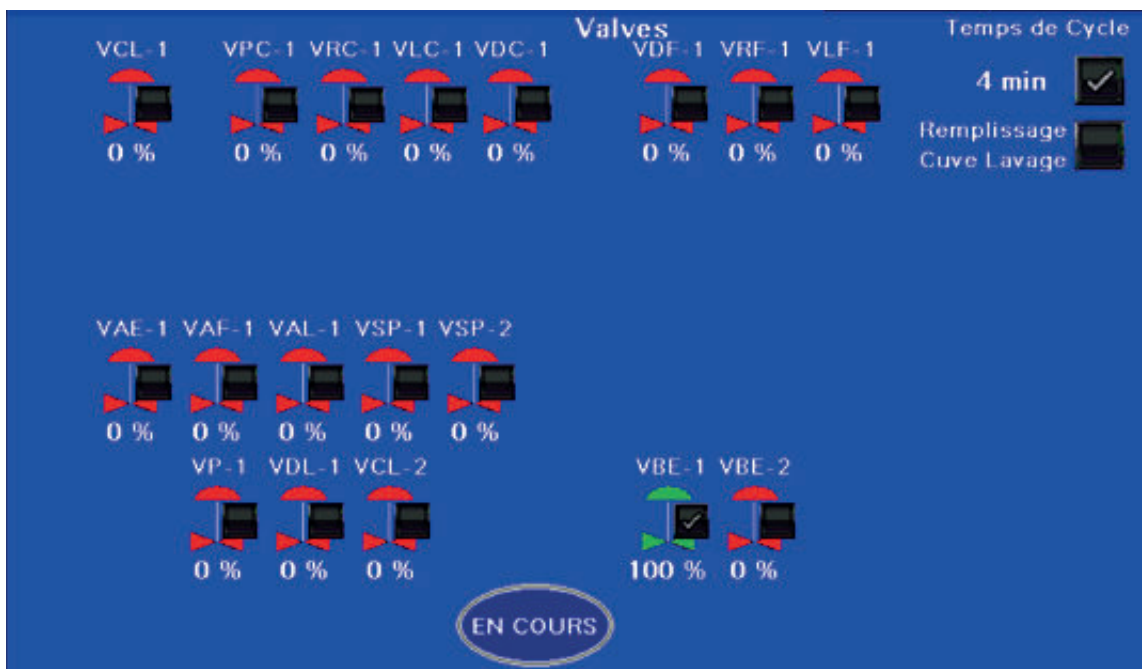 Valves
Temps de Cycle
VCL-1 VPC-1 VRC-1 VLC-1 VDC-1 VDF-1 VRF-1 VLF-1
4 min
Remplissage
0 % 0 % 0 % 0 % 0 % 0 % 0 % 0 %
Cuve Lavage
VAE-1 VAF-1 VAL-1 VSP-1 VSP-2
0 % 0 % 0 % 0 % 0 %
VP-1 VDL-1 VCL-2 VBE-1 VBE-2
0 % 0 % 0 % 100 % 0 %
EN COURS